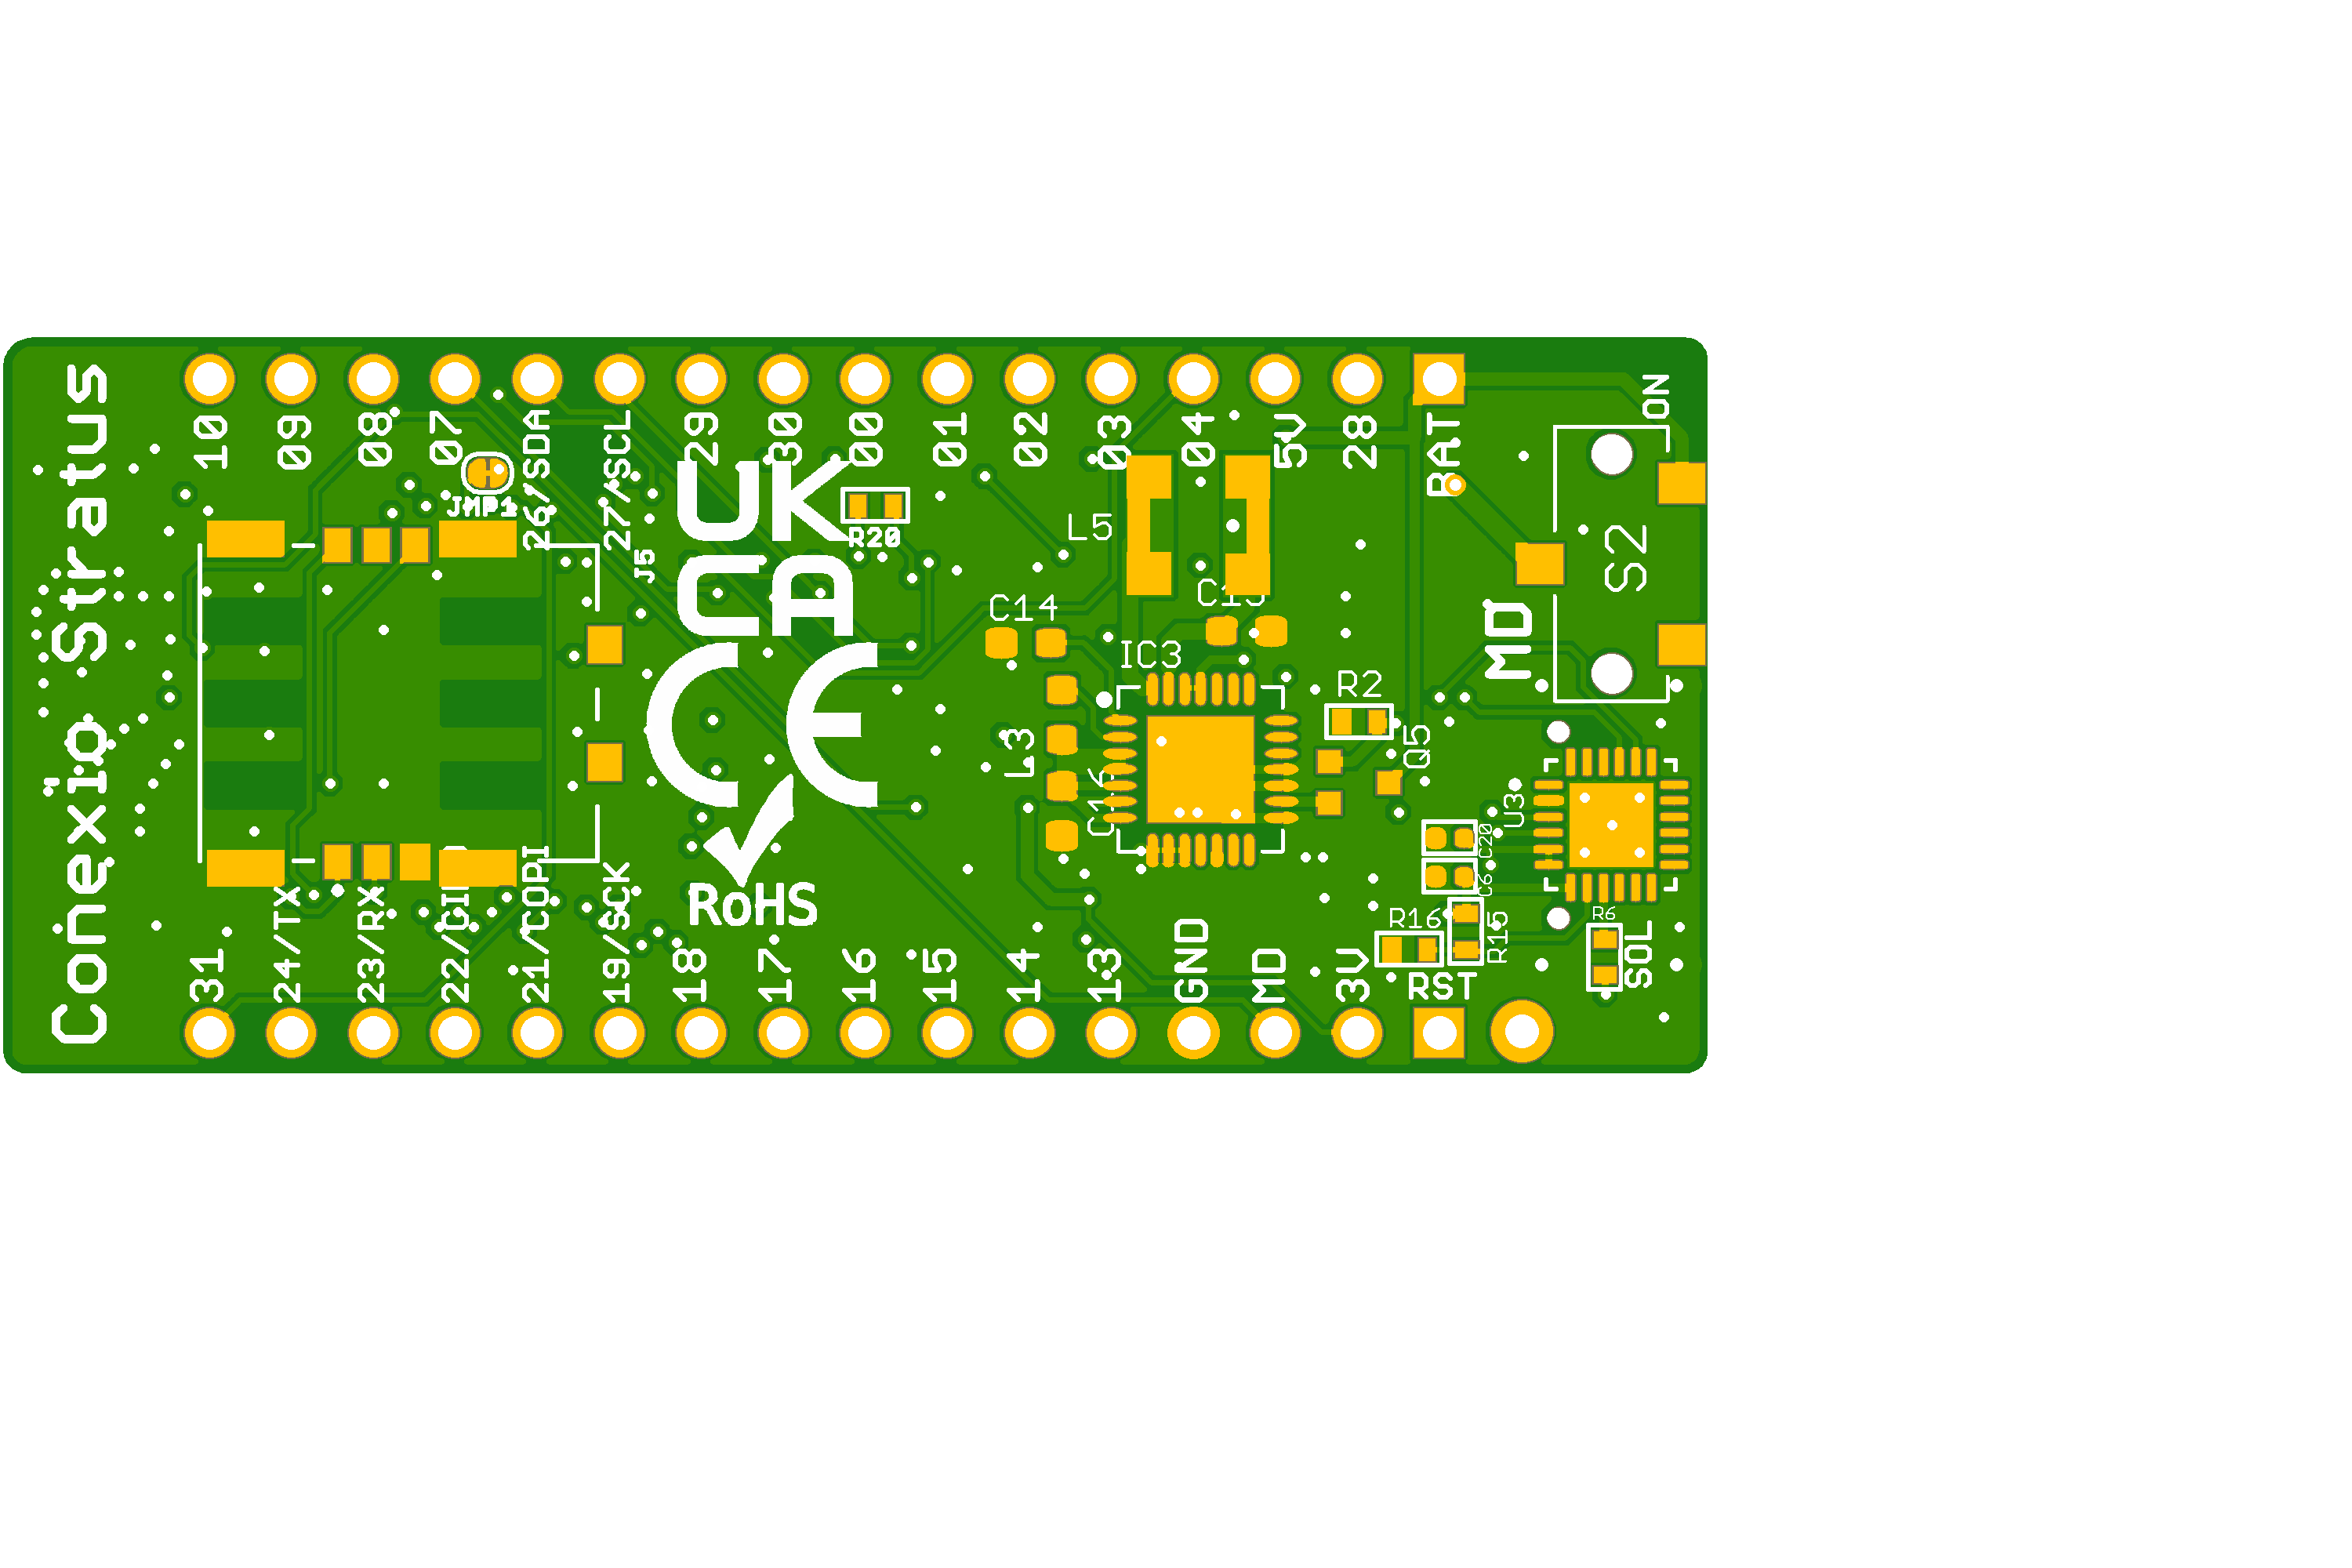 Conexio Stratus
10
09
08
07
26/SDA
27/SCL
29
30
00
01
02
03
04
5V
28
BAT
ON
JMP1
J5
UK
CA
R20
L5
C14
IC3
S2
MD
R2
Q5
L3
CE
RoHS
U3
C20
C6
R16
R15
R6
SOL
31
24/TX
23/RX
21/COPI
19/SCK
18
17
16
15
14
13
GND
MD
3V
RST